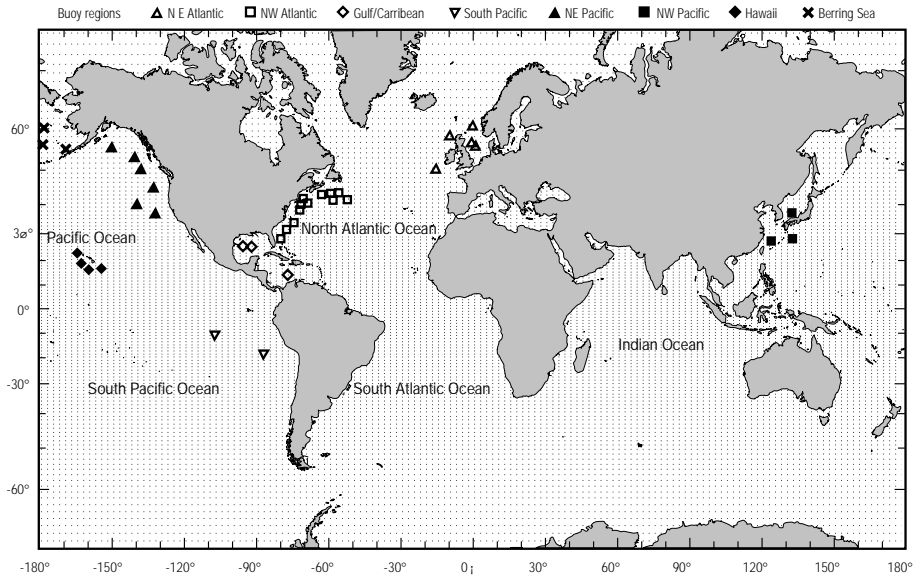 Buoy regions N E Atlantic NW Atlantic Gulf/Carribean South Pacific NE Pacific NW Pacific Hawaii Berring Sea
60°
North Atlantic Ocean
3ø°
Pacific Ocean
0°
Indian Ocean
-30°
South Pacific Ocean South Atlantic Ocean
-60°
-180° -150° -120° -90° -60° -30° 0¡ 30° 60° 90° 120° 150° 180°